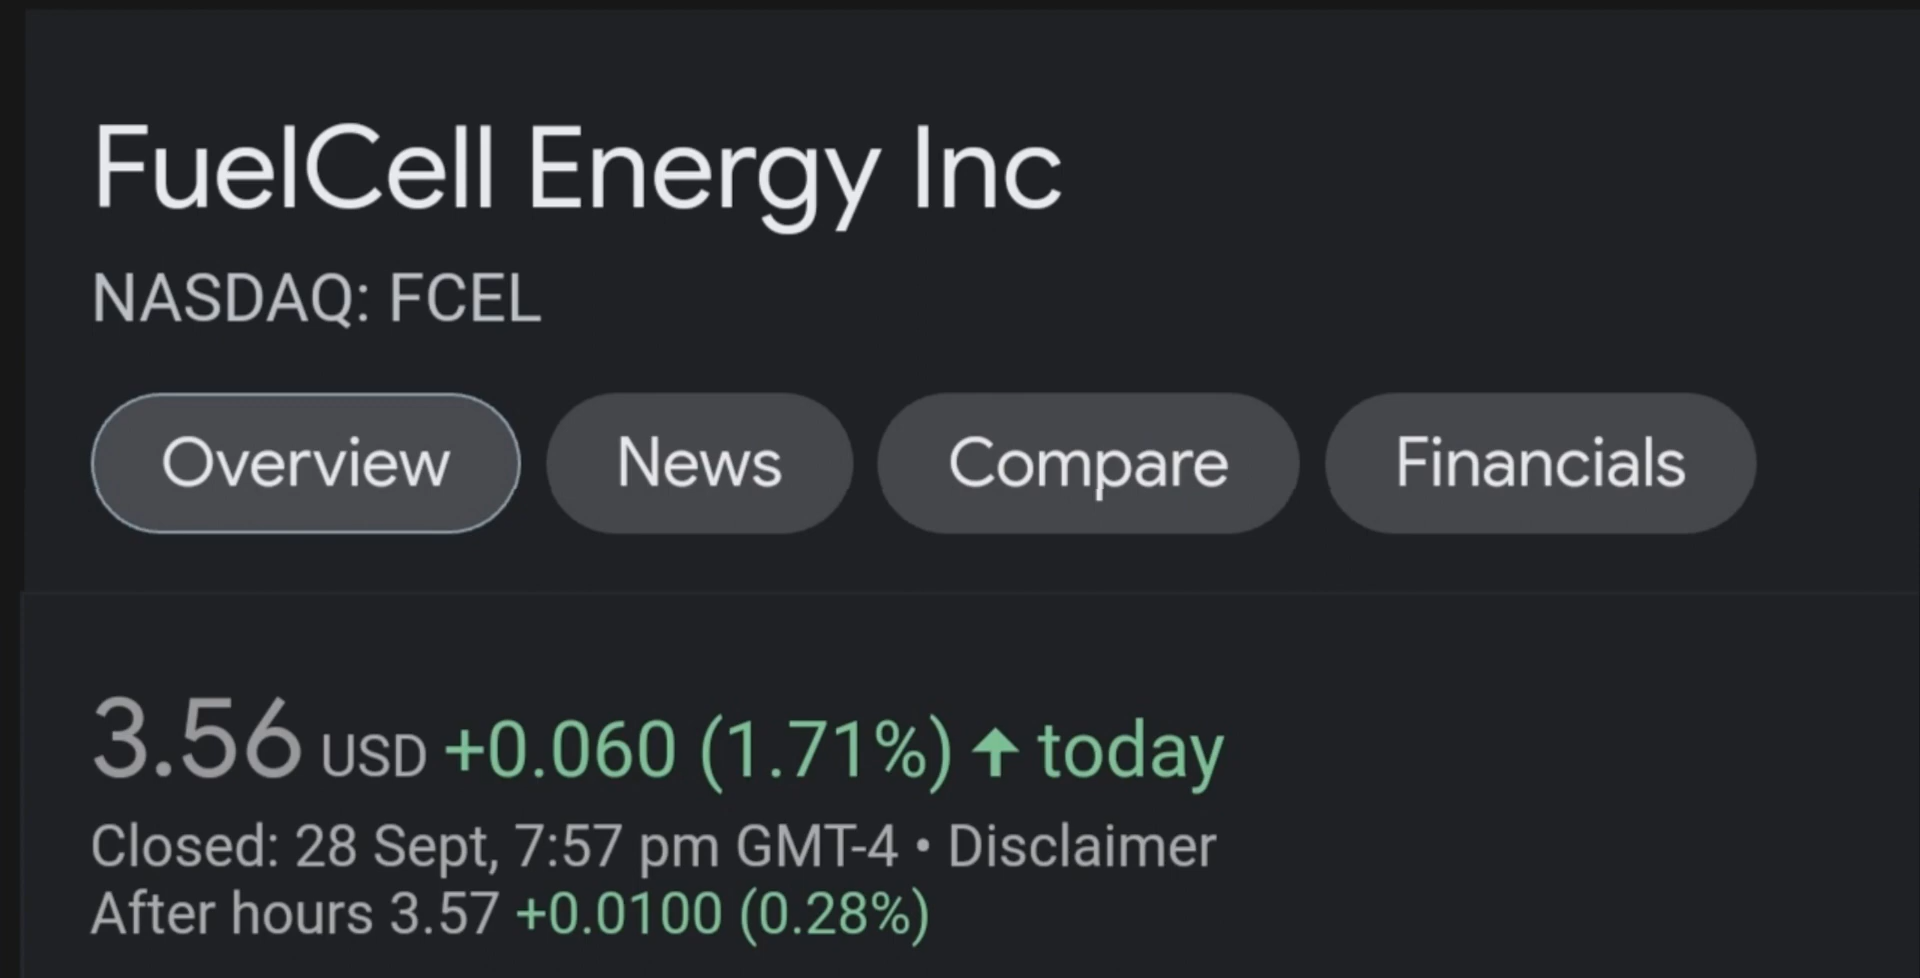 FuelCell Energy Inc
NASDAQ: FCEL
Overview News Compare Financials
3.56 USD +0.060 (1.71%) ↑ today
Closed: 28 Sept, 7:57 pm GMT-4 • Disclaimer
After hours 3.57 +0.0100 (0.28%)